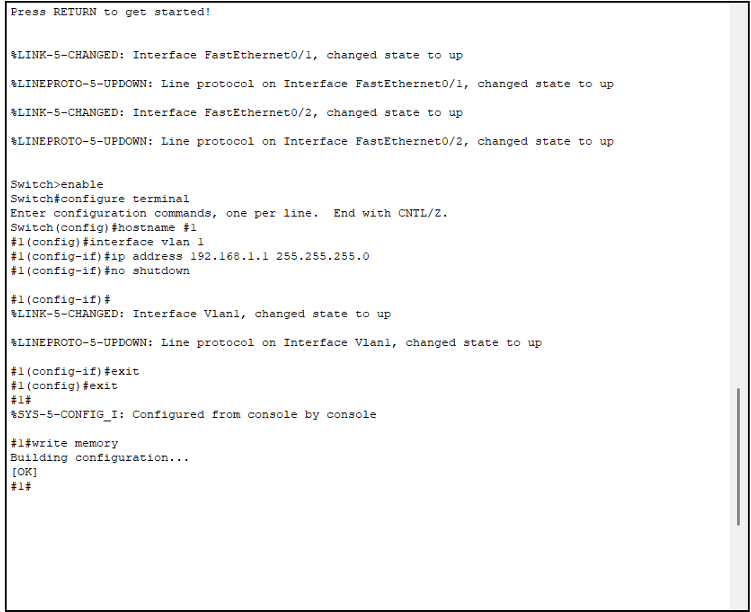 Press RETURN to get started!
%LINK-5-CHANGED: Interface FastEthernet0/1, changed state to up
%LINEPROTO-5-UPDOWN: Line protocol on Interface FastEthernet0/1, changed state to up
%LINK-5-CHANGED: Interface FastEthernet0/2, changed state to up
%LINEPROTO-5-UPDOWN: Line protocol on Interface FastEthernet0/2, changed state to up
Switch>enable
Switch#configure terminal
Enter configuration commands, one per line.  End with CNTL/Z.
Switch(config)#hostname #1
#1(config)#interface vlan 1
#1(config-if)#ip address 192.168.1.1 255.255.255.0
#1(config-if)#no shutdown
#1(config-if)#
%LINK-5-CHANGED: Interface Vlan1, changed state to up
%LINEPROTO-5-UPDOWN: Line protocol on Interface Vlan1, changed state to up
#1(config-if)#exit
#1(config)#exit
#1#
%SYS-5-CONFIG_I: Configured from console by console
#1#write memory
Building configuration...
[OK]
#1#